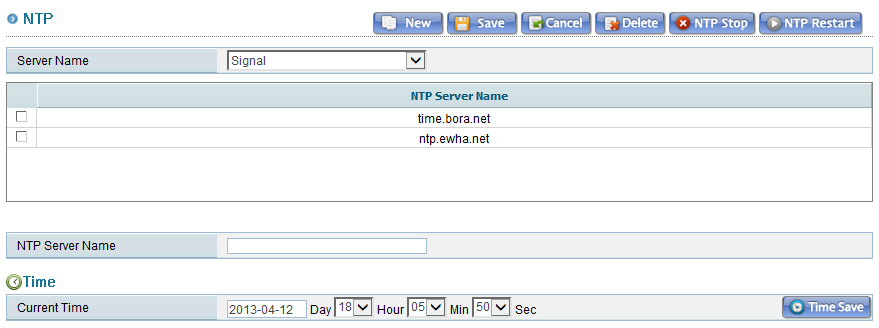 NTP New Save Cancel Delete NTP Stop NTP Restart
Server Name Signal
NTP Server Name
time.bora.net
ntp.ewha.net
NTP Server Name
Time
Current Time 2013-04-12 Day 18 Hour 05 Min 50 Sec Time Save